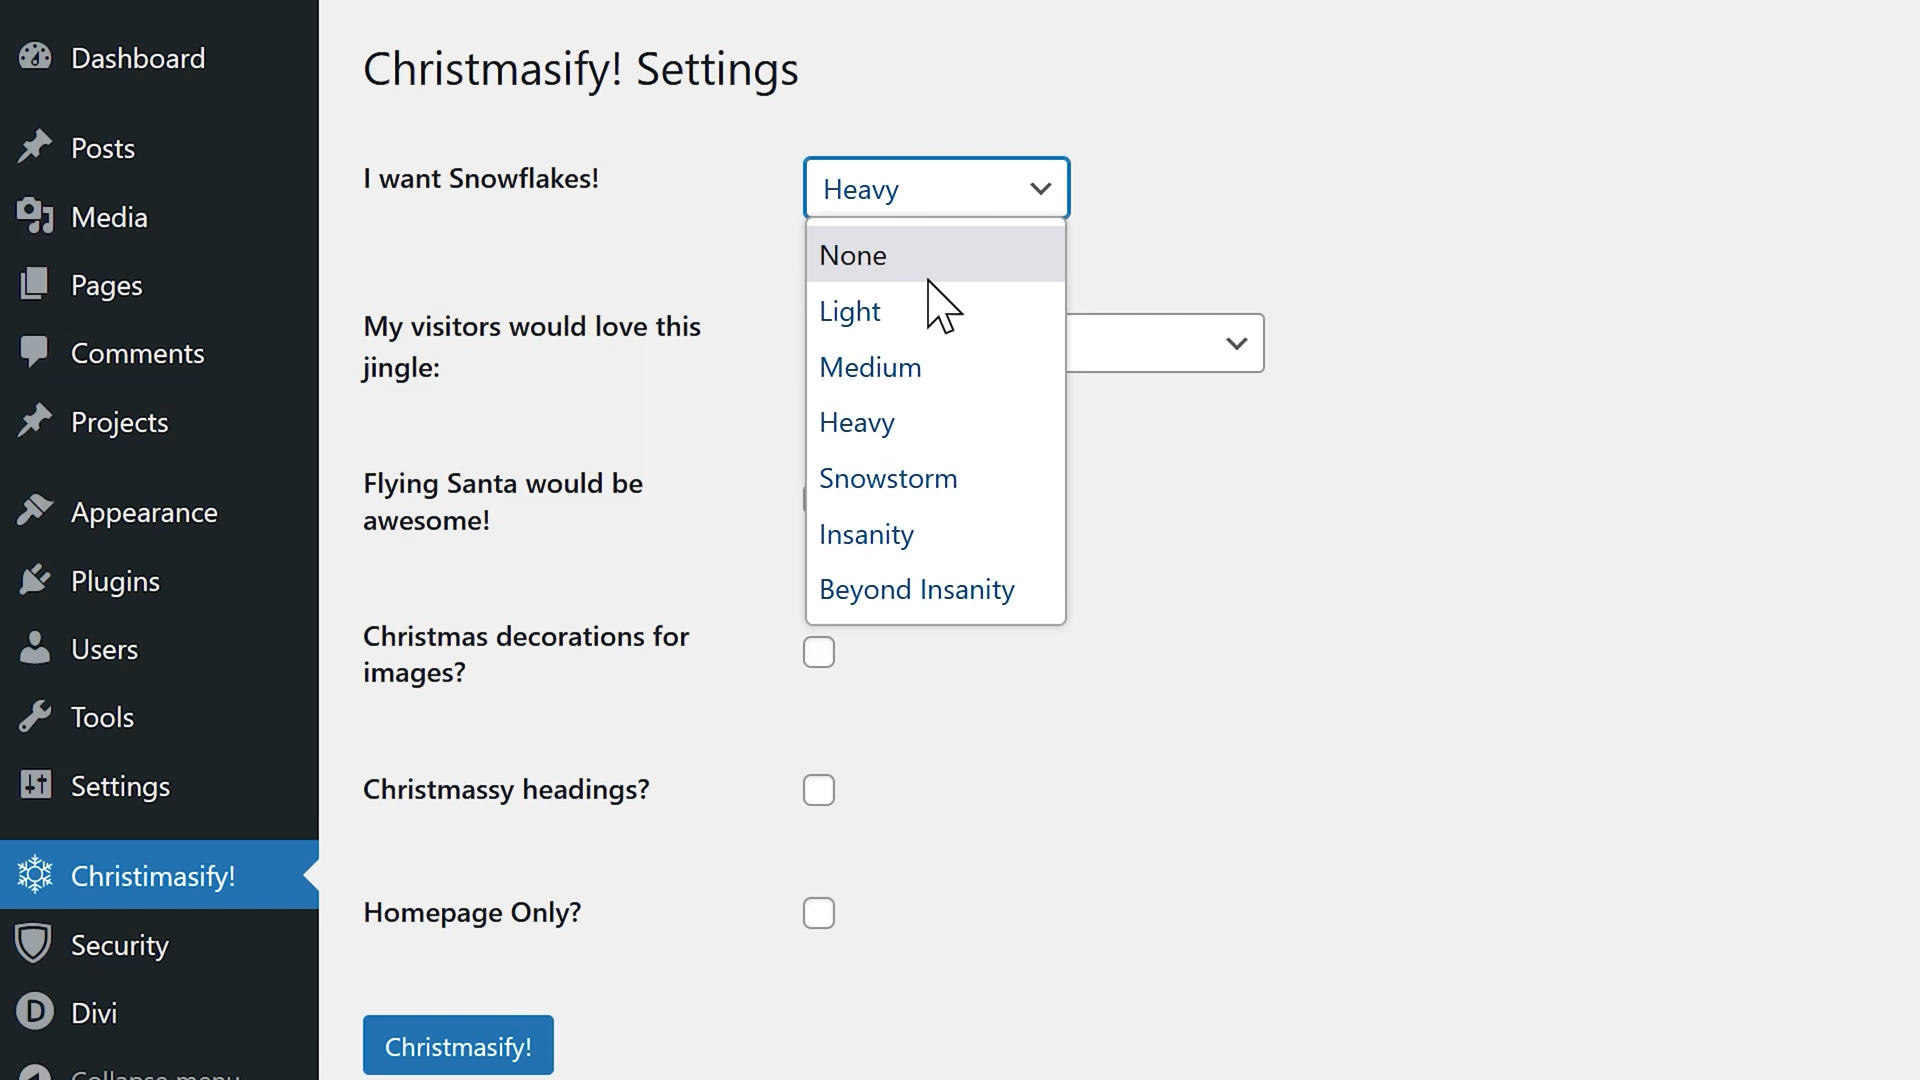 Dashboard
Posts
Media
Pages
Comments
Projects
Appearance
Plugins
Users
Tools
Settings
Christimasify!
Security
D Divi
Collapse menu
Christmasify! Settings
I want Snowflakes!
Heavy
None
Light
Medium
Heavy
Snowstorm
Insanity
Beyond Insanity
My visitors would love this
jingle:
Flying Santa would be
awesome!
Christmas decorations for
images?
Christmassy headings?
Homepage Only?
Christmasify!